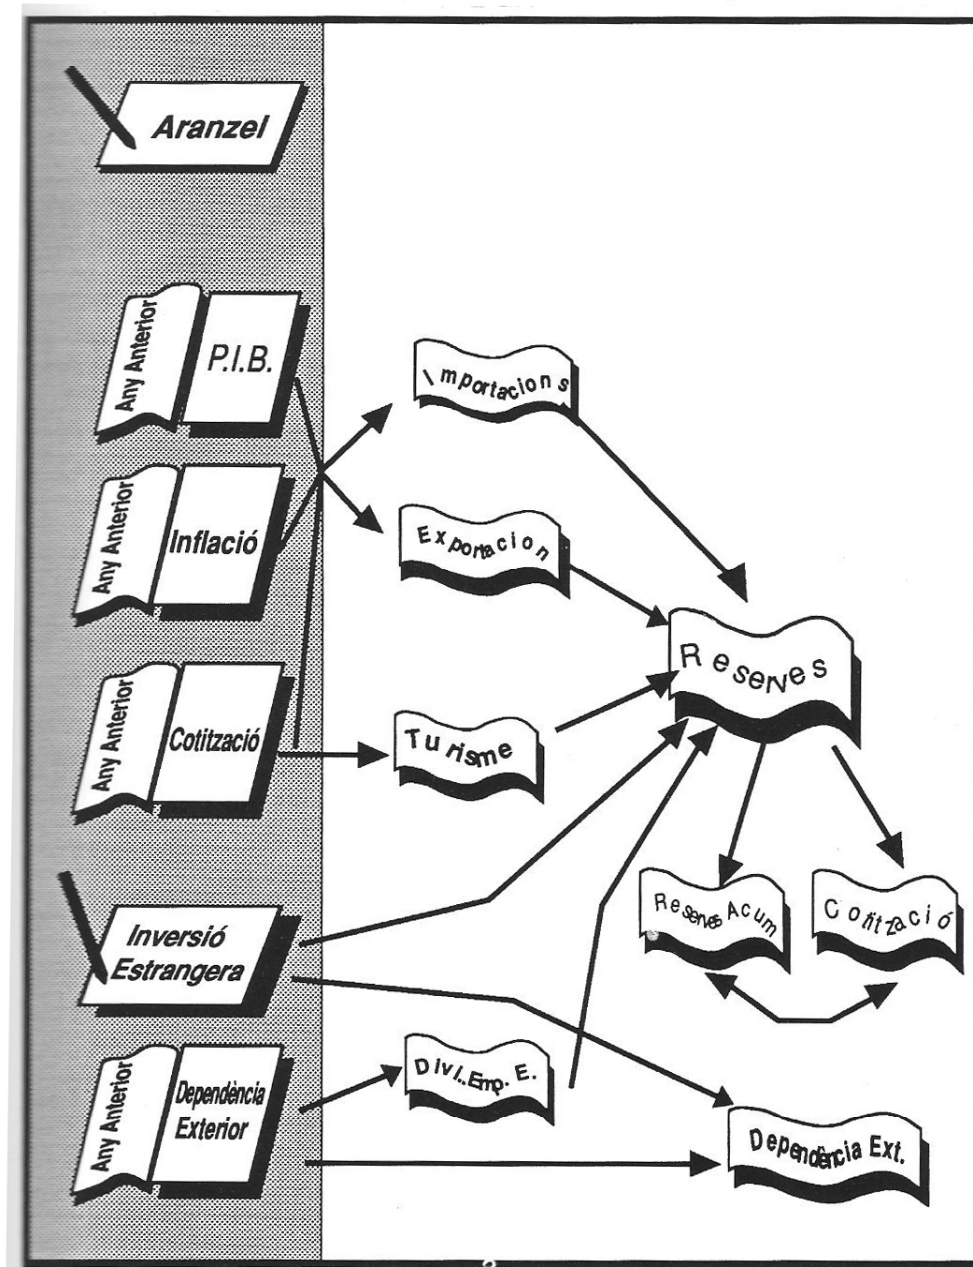 Aranzel
Any Anterior
P.I.B.
Importacions
Any Anterior
Inflació
Exportacion
Reserves
Any Anterior
Cotització
Turisme
Reserves Acum
Cotització
Inversió
Estrangera
Any Anterior
Dependència
Exterior
Divi..Emp. E.
Dependència Ext.